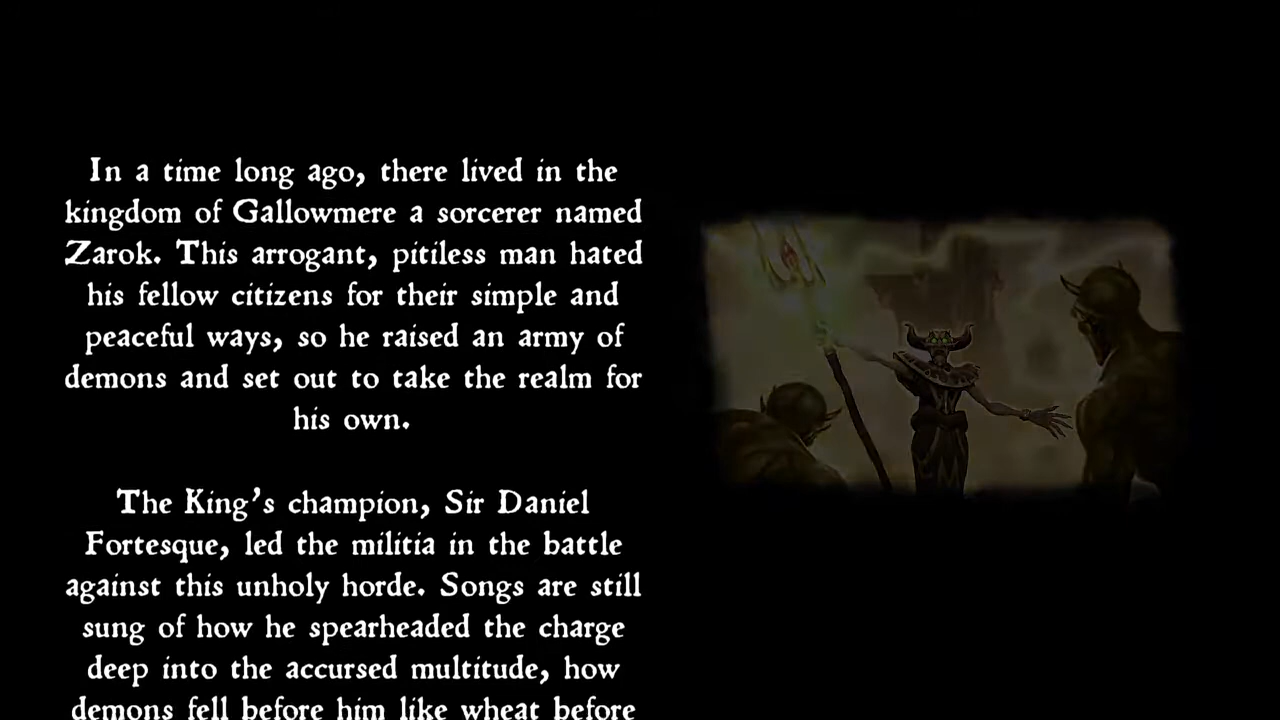 In a time long ago, there lived in the
kingdom of Gallowmere a sorcerer named
Zarok. This arrogant, pitiless man hated
his fellow citizens for their simple and
peaceful ways, so he raised an army of
demons and set out to take the realm for
his own.
The King's champion, Sir Daniel
Fortesque, led the militia in the battle
against this unholy horde. Songs are still
sung of how he spearheaded the charge
deep into the accursed multitude, how
demons fell before him like wheat before